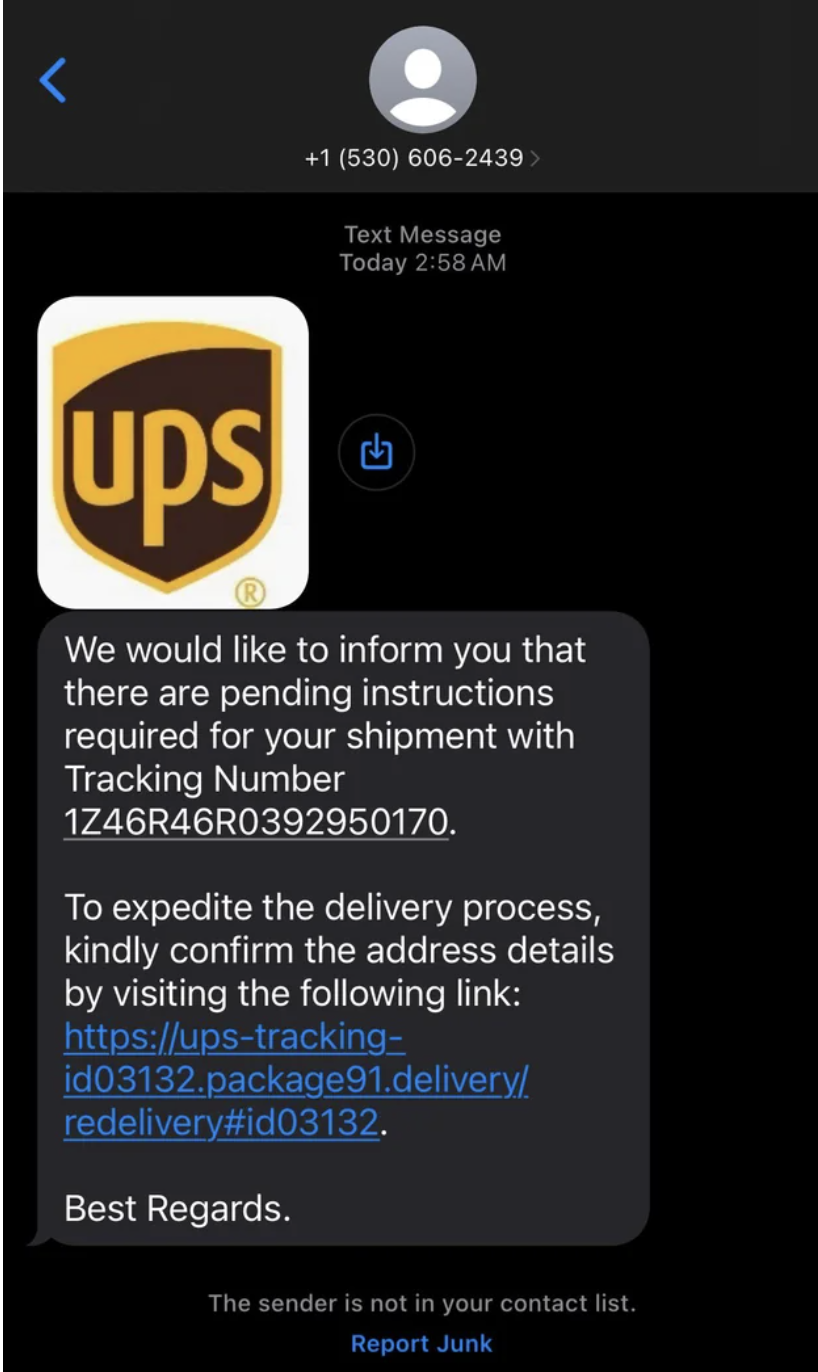 +1 (530) 606-2439
Text Message
Today 2:58 AM
ups
®
We would like to inform you that
there are pending instructions
required for your shipment with
Tracking Number
1Z46R46R0392950170.
To expedite the delivery process,
kindly confirm the address details
by visiting the following link:
https://ups-tracking-
id03132.package91.delivery/
redelivery#id03132.
Best Regards.
The sender is not in your contact list.
Report Junk